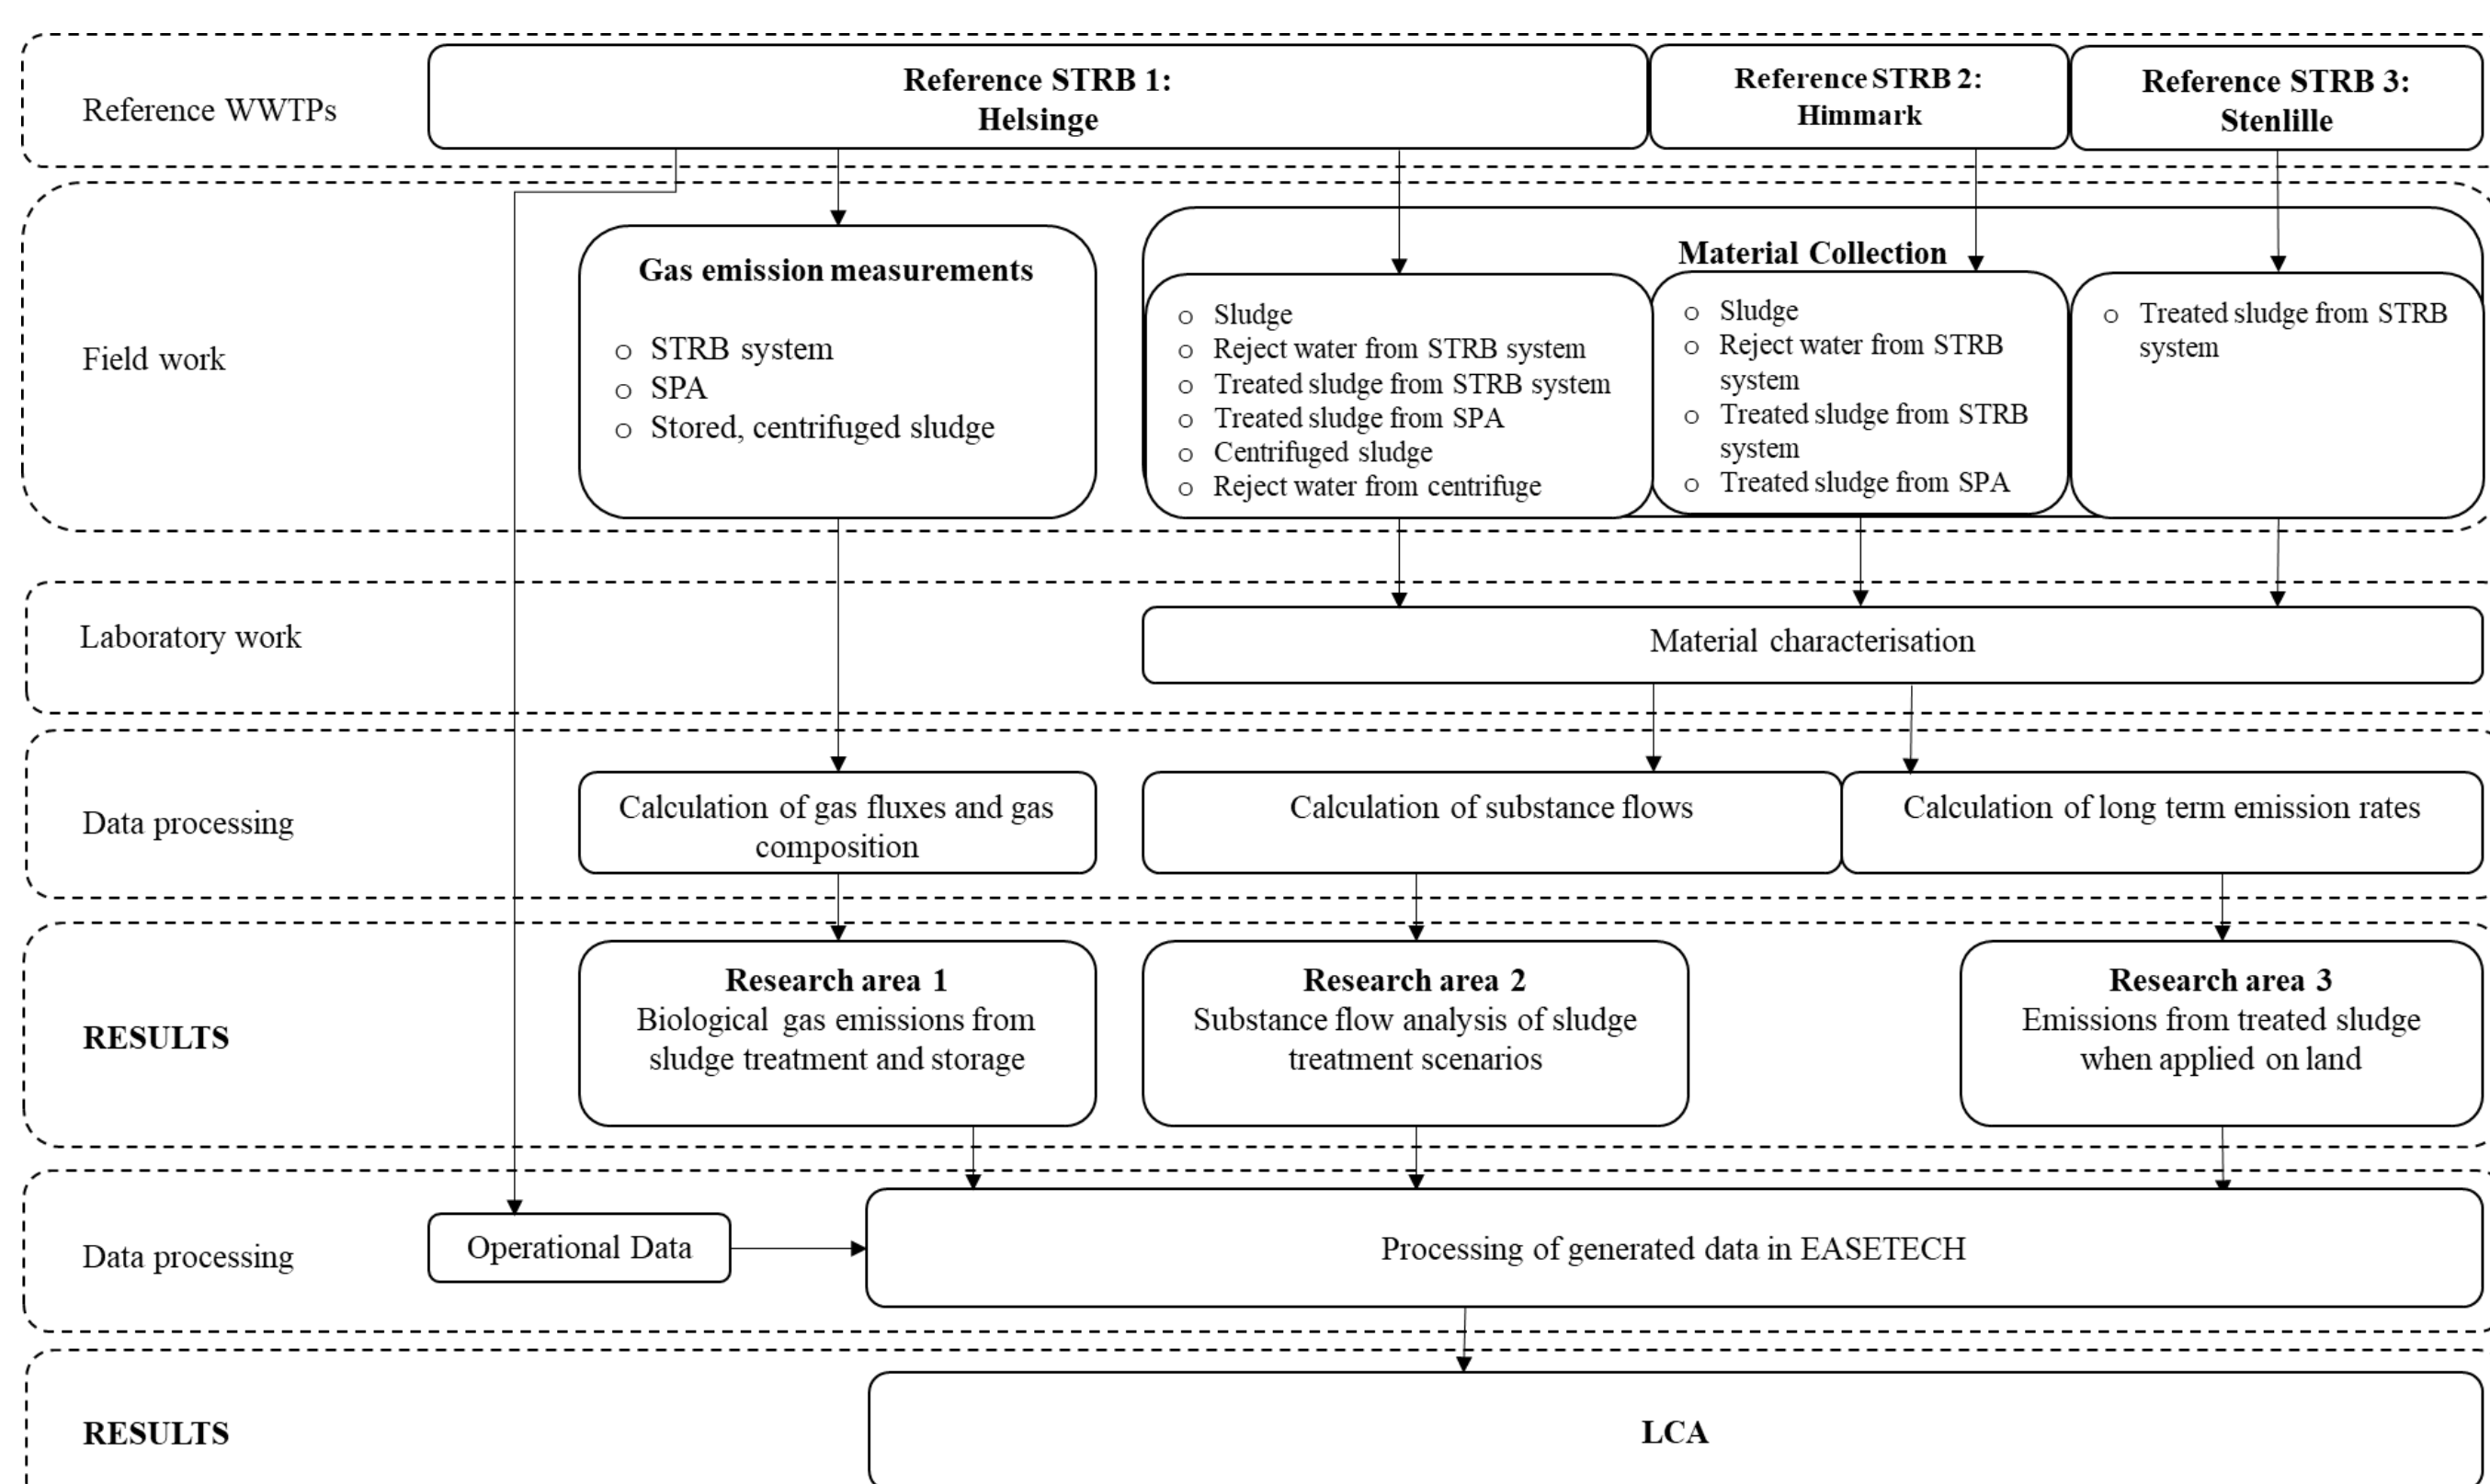 Reference WWTPs
Reference STRB 1:
Helsinge
Reference STRB 2:
Himmark
Reference STRB 3:
Stenlille
Field work
Gas emission measurements
o STRB system
o SPA
o Stored, centrifuged sludge
Material Collection
o Sludge
o Reject water from STRB system
o Treated sludge from STRB system
o Treated sludge from SPA
o Centrifuged sludge
o Reject water from centrifuge
o Sludge
o Reject water from STRB
system
o Treated sludge from STRB
system
o Treated sludge from SPA
o Treated sludge from STRB
system
Laboratory work
Material characterisation
Data processing
Calculation of gas fluxes and gas
composition
Calculation of substance flows
Calculation of long term emission rates
RESULTS
Research area 1
Biological gas emissions from
sludge treatment and storage
Research area 2
Substance flow analysis of sludge
treatment scenarios
Research area 3
Emissions from treated sludge
when applied on land
Data processing
Operational Data
Processing of generated data in EASETECH
RESULTS
LCA